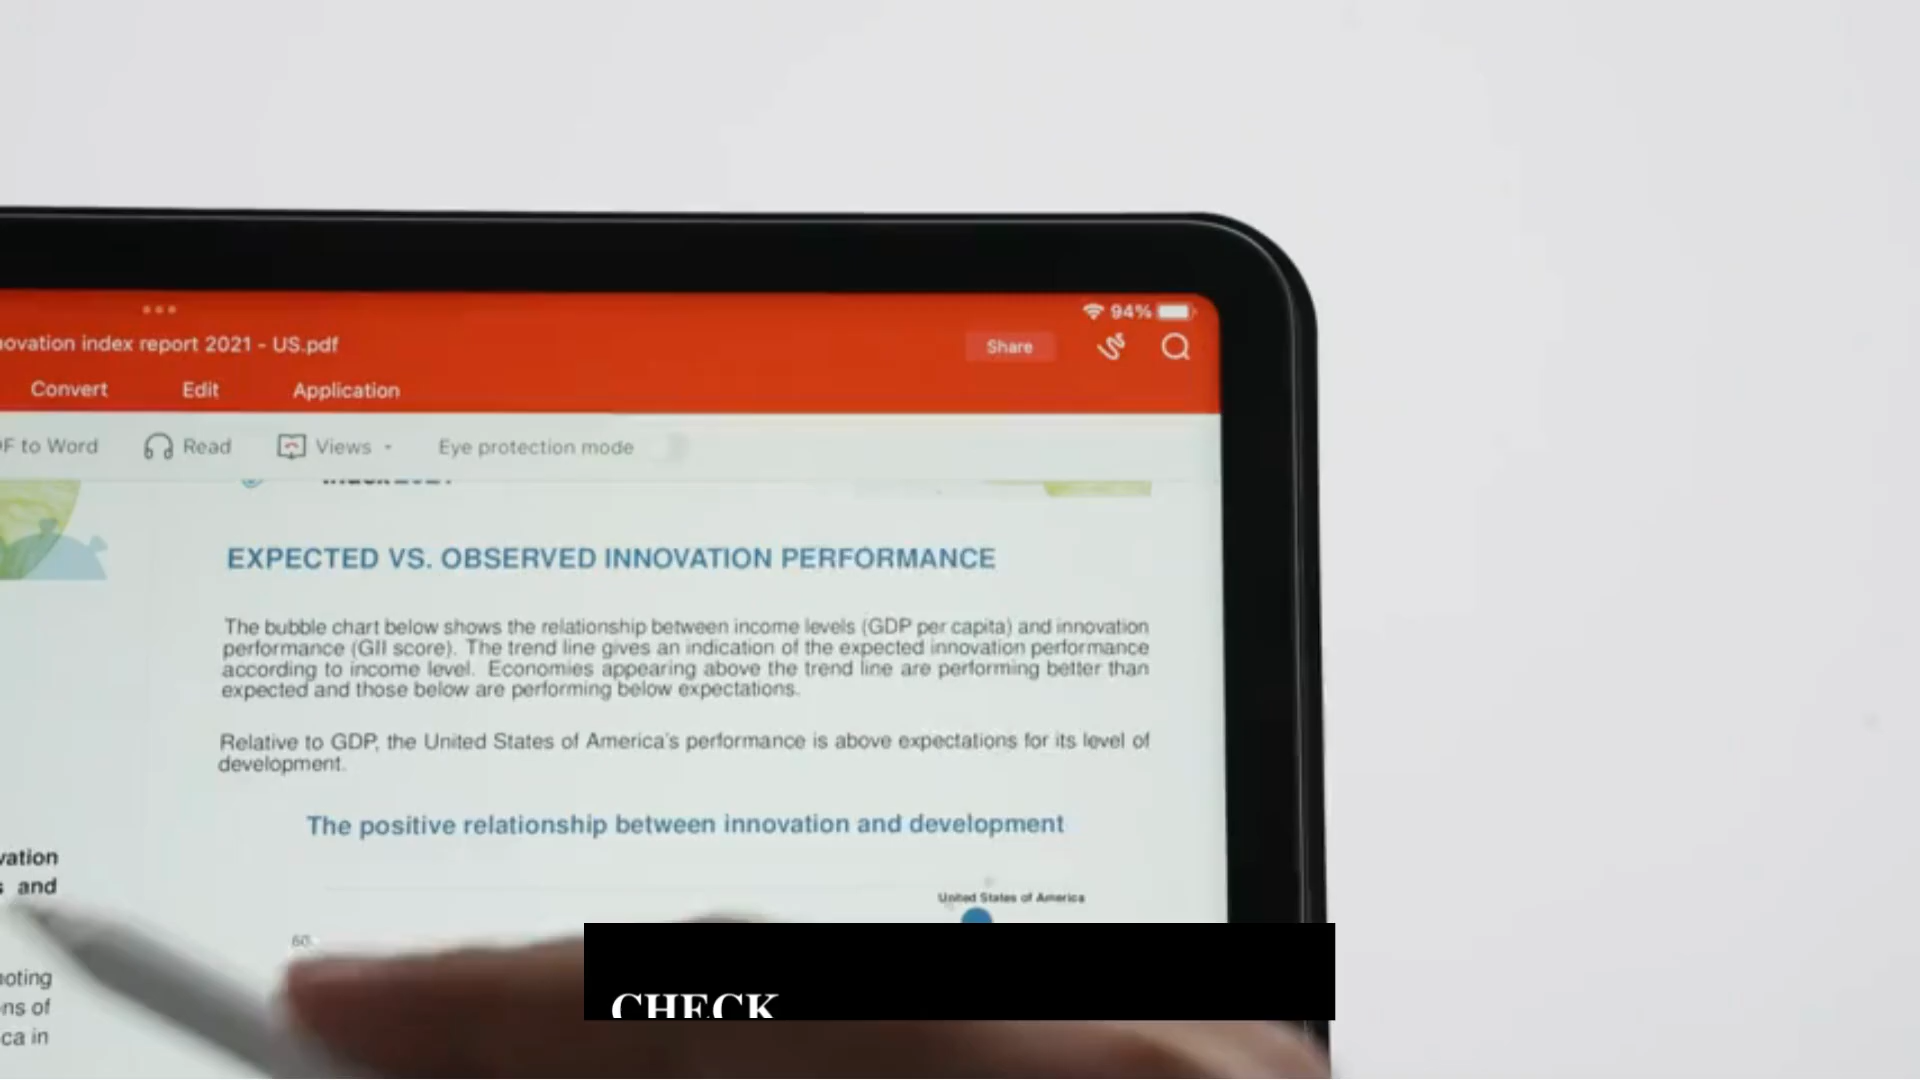 94%
ovation index report 2021 - US.pdf
Share
Convert Edit Application
F to Word Read Views Eye protection mode
EXPECTED VS. OBSERVED INNOVATION PERFORMANCE
The bubble chart below shows the relationship between income levels (GDP per capita) and innovation
performance (GII score). The trend line gives an indication of the expected innovation performance
according to income level. Economies appearing above the trend line are performing better than
expected and those below are performing below expectations.
Relative to GDP, the United States of America's performance is above expectations for its level of
development.
The positive relationship between innovation and development
United States of America
60
vation
s and
oting
ns of
ca in
CHECK